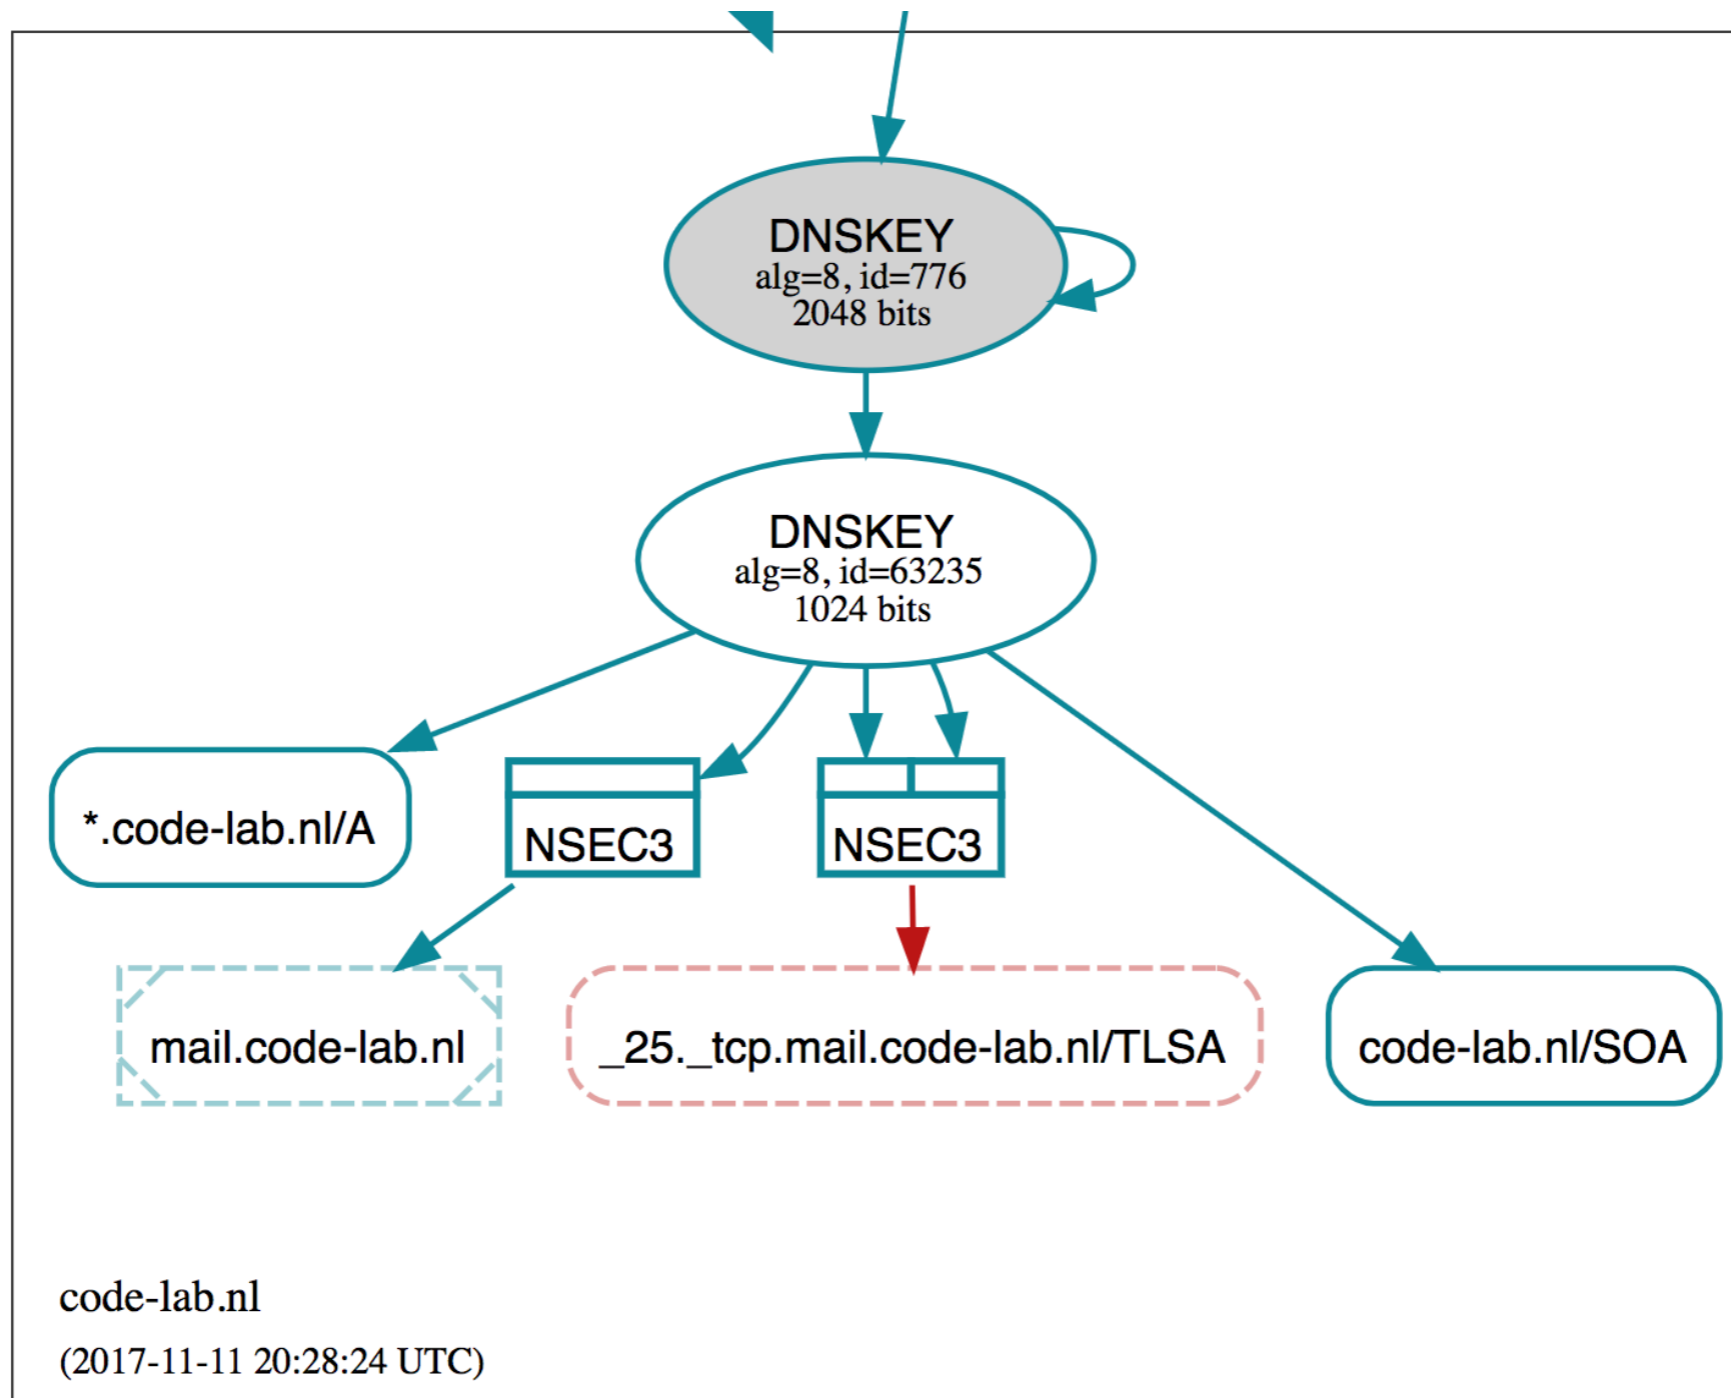 DNSKEY
alg=8, id=776
2048 bits
DNSKEY
alg=8, id=63235
1024 bits
*.code-lab.nl/A
NSEC3
NSEC3
mail.code-lab.nl
_25._tcp.mail.code-lab.nl/TLSA
code-lab.nl/SOA
code-lab.nl
(2017-11-11 20:28:24 UTC)